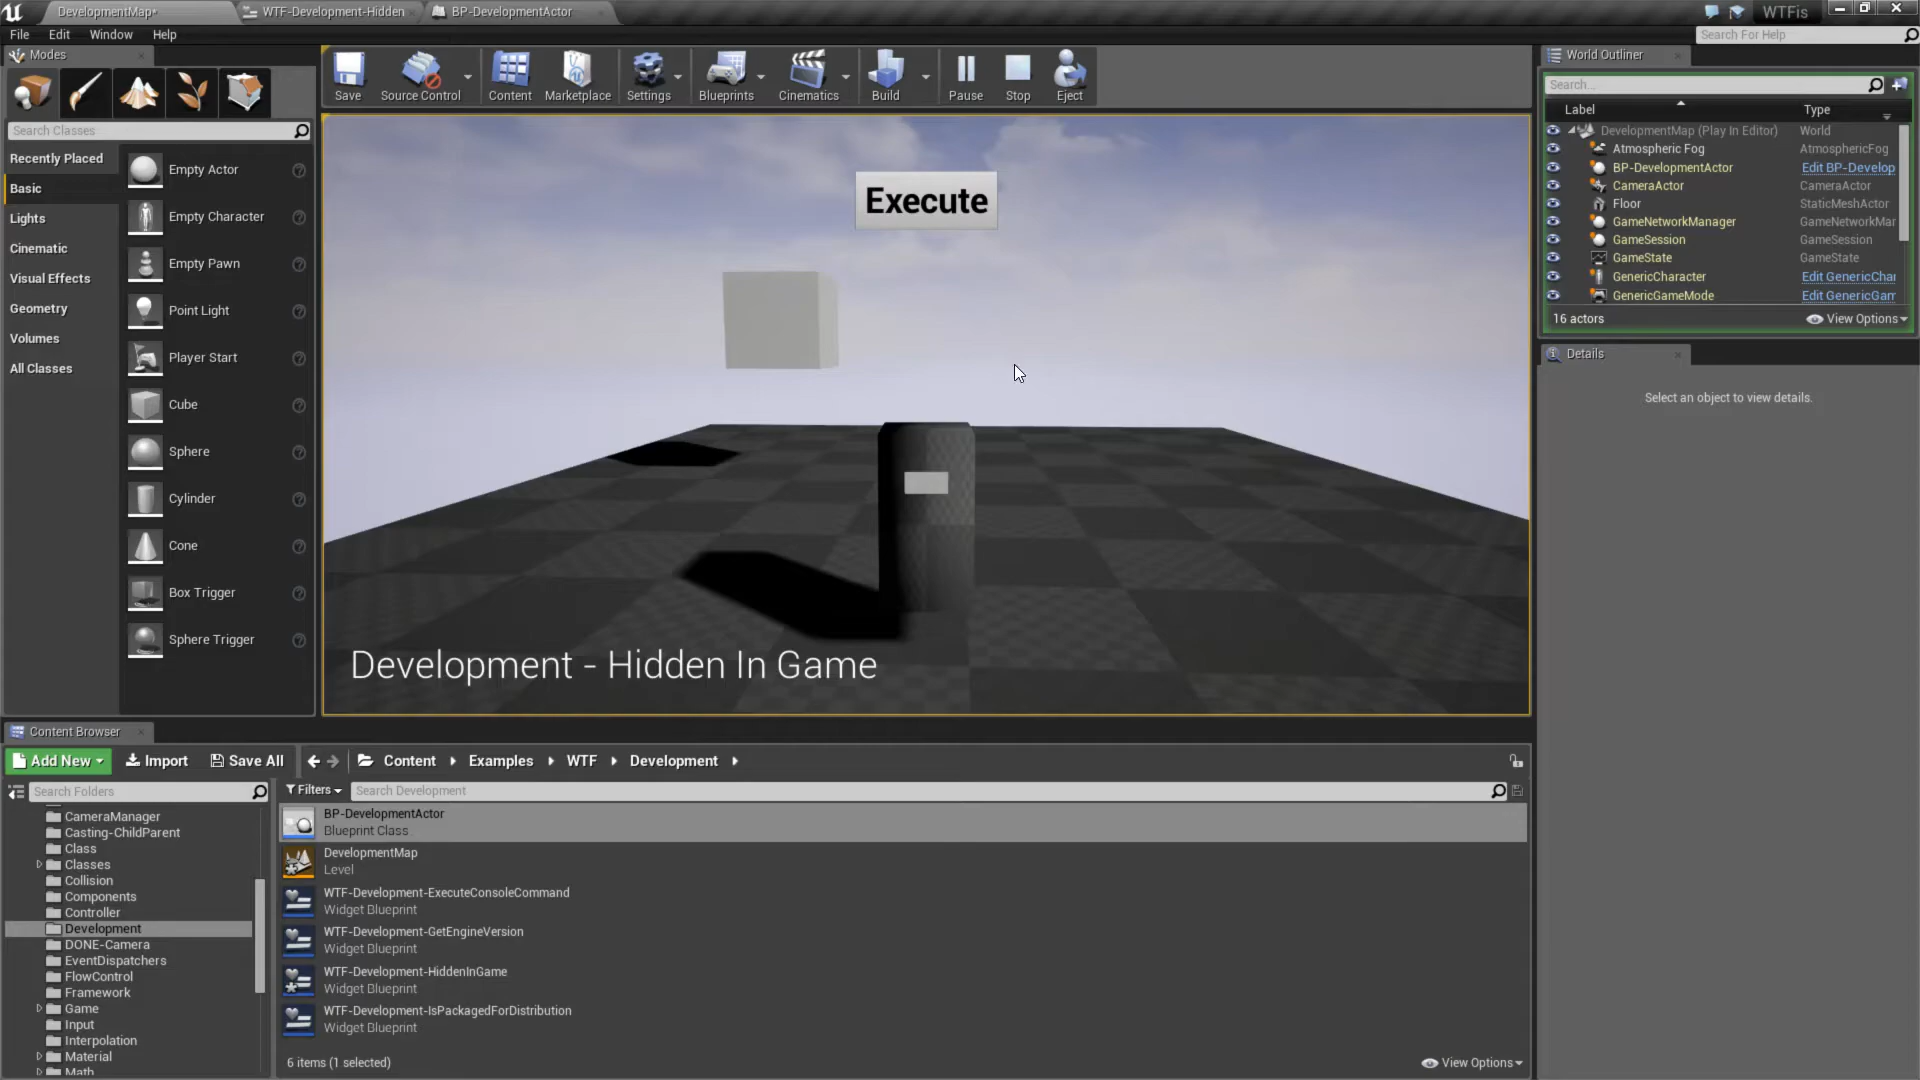 DevelopmentMap*
WTF-Development-Hidden
BP-DevelopmentActor
WTFis
File Edit Window Help
Search For Help
Modes
Search Classes
Recently Placed
Basic
Lights
Cinematic
Visual Effects
Geometry
Volumes
All Classes
Empty Actor
Empty Character
Empty Pawn
Point Light
Player Start
Cube
Sphere
Cylinder
Cone
Box Trigger
Sphere Trigger
Save
Source Control
Content
Marketplace
Settings
Blueprints
Cinematics
Build
Pause
Stop
Eject
Execute
Development - Hidden In Game
World Outliner
Search...
Label Type
DevelopmentMap (Play In Editor) World
Atmospheric Fog AtmosphericFog
BP-DevelopmentActor Edit BP-Develop
CameraActor CameraActor
Floor StaticMeshActor
GameNetworkManager GameNetworkMar
GameSession GameSession
GameState GameState
GenericCharacter Edit GenericChar
GenericGameMode Edit GenericGam
16 actors View Options
Details
Select an object to view details.
Content Browser
Add New Import Save All Content Examples WTF Development
Search Folders
Filters Search Development
CameraManager
Casting-ChildParent
Class
Classes
Collision
Components
Controller
Development
DONE-Camera
EventDispatchers
FlowControl
Framework
Game
Input
Interpolation
Material
Math
BP-DevelopmentActor
Blueprint Class
DevelopmentMap
Level
WTF-Development-ExecuteConsoleCommand
Widget Blueprint
WTF-Development-GetEngineVersion
Widget Blueprint
WTF-Development-HiddenInGame
Widget Blueprint
WTF-Development-IsPackagedForDistribution
Widget Blueprint
6 items (1 selected)
View Options